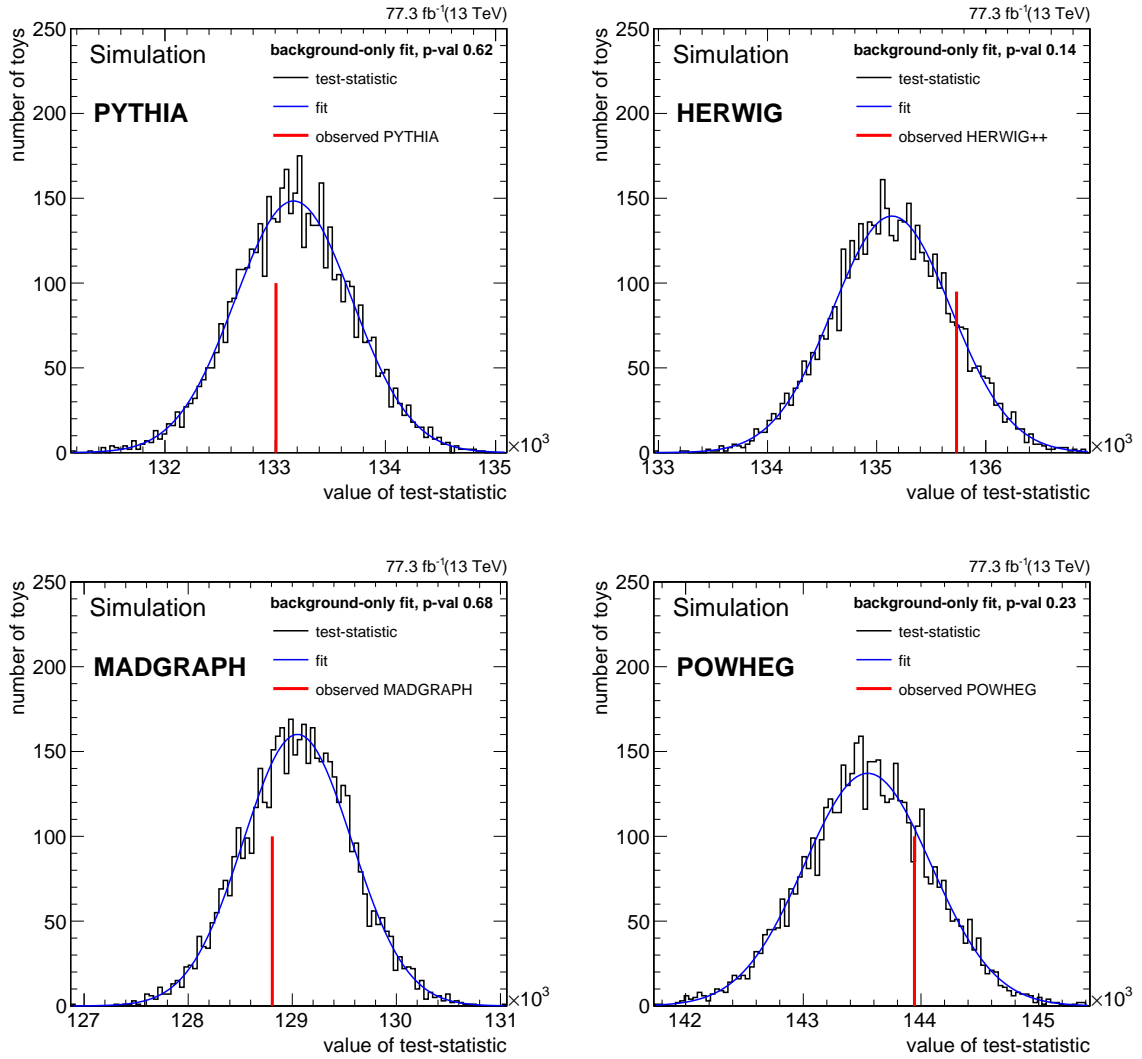 77.3 fb⁻¹(13 TeV)
number of toys
250
200
150
100
50
0
Simulation
background-only fit, p-val 0.62
test-statistic
PYTHIA
fit
observed PYTHIA
132 133 134 135
×10³
value of test-statistic
77.3 fb⁻¹(13 TeV)
number of toys
250
200
150
100
50
0
Simulation
background-only fit, p-val 0.14
test-statistic
HERWIG
fit
observed HERWIG++
133 134 135 136
×10³
value of test-statistic
77.3 fb⁻¹(13 TeV)
number of toys
250
200
150
100
50
0
Simulation
background-only fit, p-val 0.68
test-statistic
MADGRAPH
fit
observed MADGRAPH
127 128 129 130 131
×10³
value of test-statistic
77.3 fb⁻¹(13 TeV)
number of toys
250
200
150
100
50
0
Simulation
background-only fit, p-val 0.23
test-statistic
POWHEG
fit
observed POWHEG
142 143 144 145
×10³
value of test-statistic